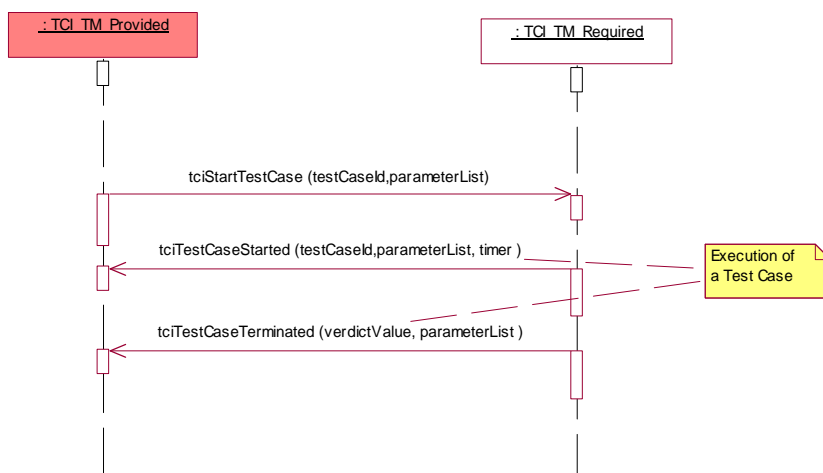 : TCI_TM_Provided
: TCI_TM_Required
tciStartTestCase (testCaseId,parameterList)
tciTestCaseStarted (testCaseId,parameterList, timer )
Execution of
a Test Case
tciTestCaseTerminated (verdictValue, parameterList )